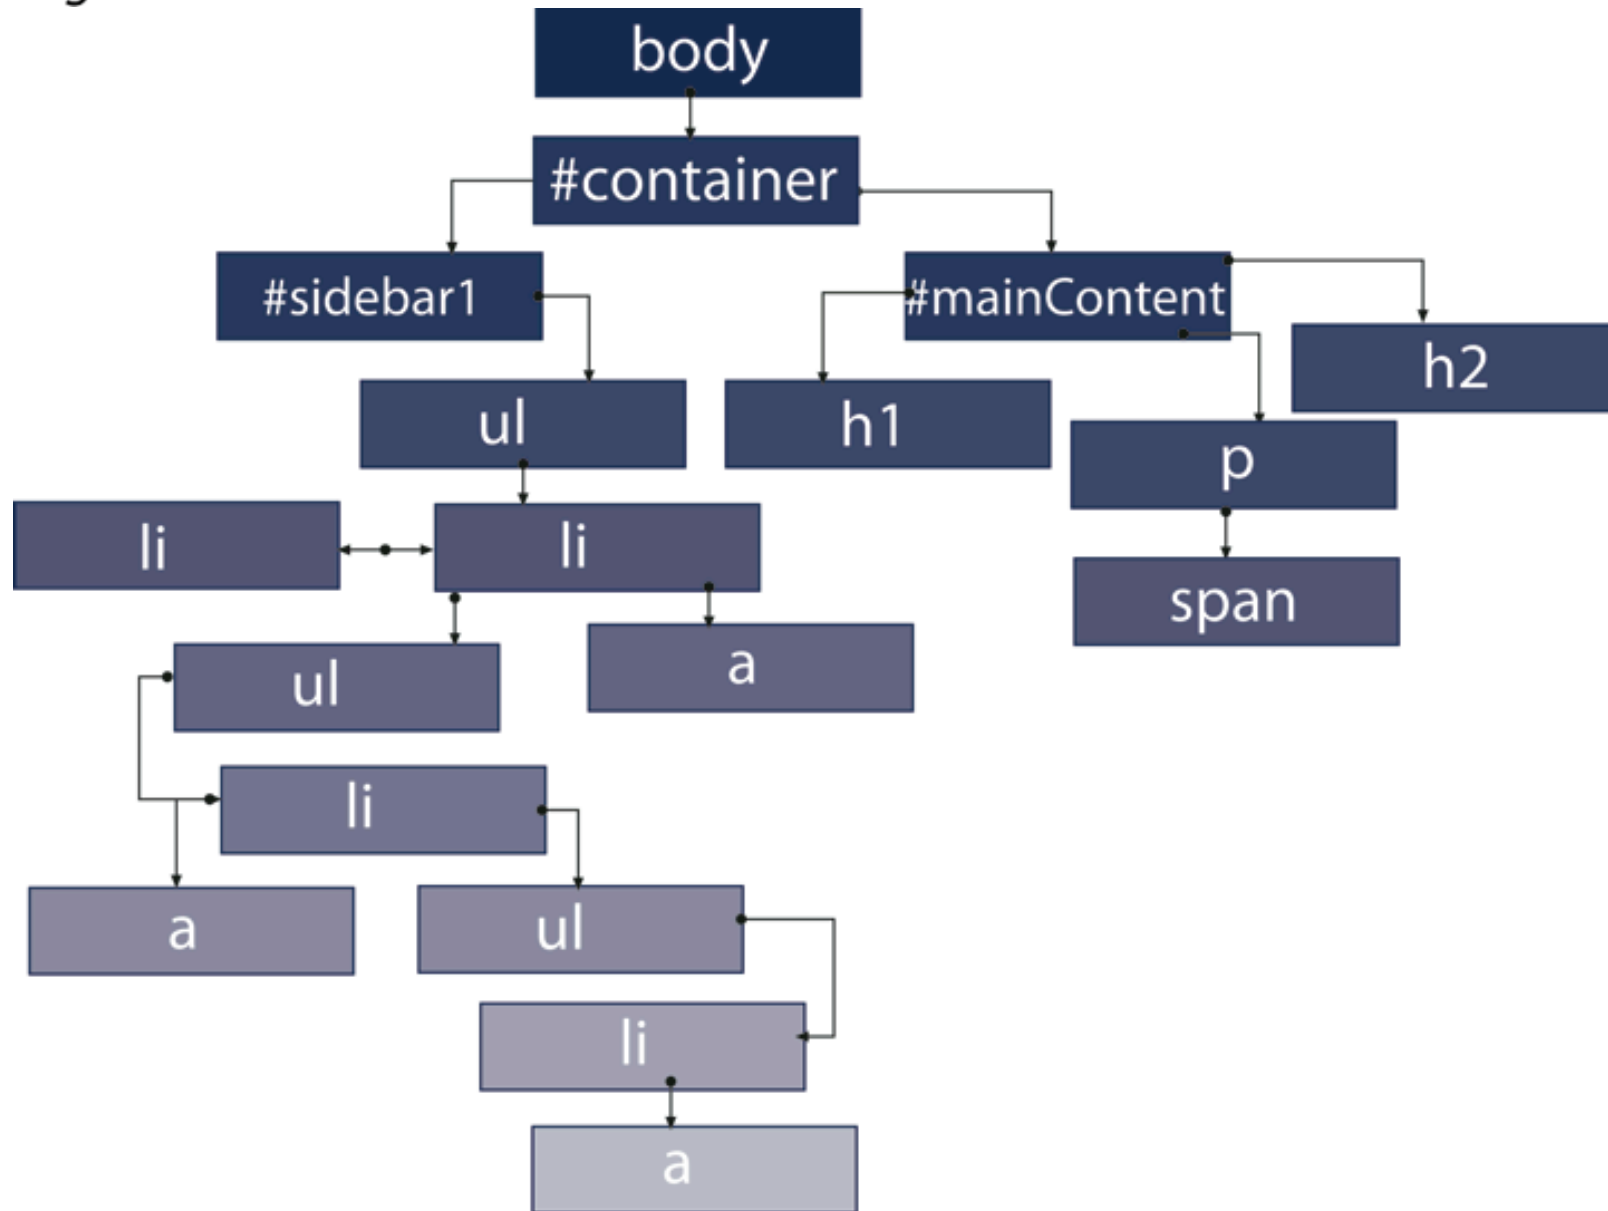 body
#container
#sidebar1
#mainContent
h2
ul
h1
p
li
li
span
ul
a
li
a
ul
li
a